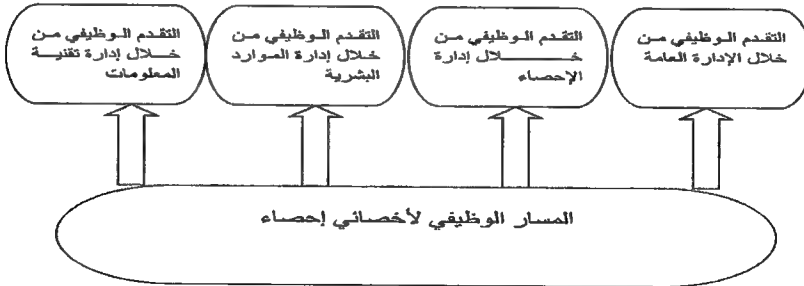 التقدم الوظيفي من
خلال الإدارة العامة
التقدم الوظيفي من
خلال إدارة
الإحصاء
التقدم الوظيفي من
خلال إدارة الموارد
البشرية
التقدم الوظيفي من
خلال إدارة تقنية
المعلومات
المسار الوظيفي لأخصائي إحصاء